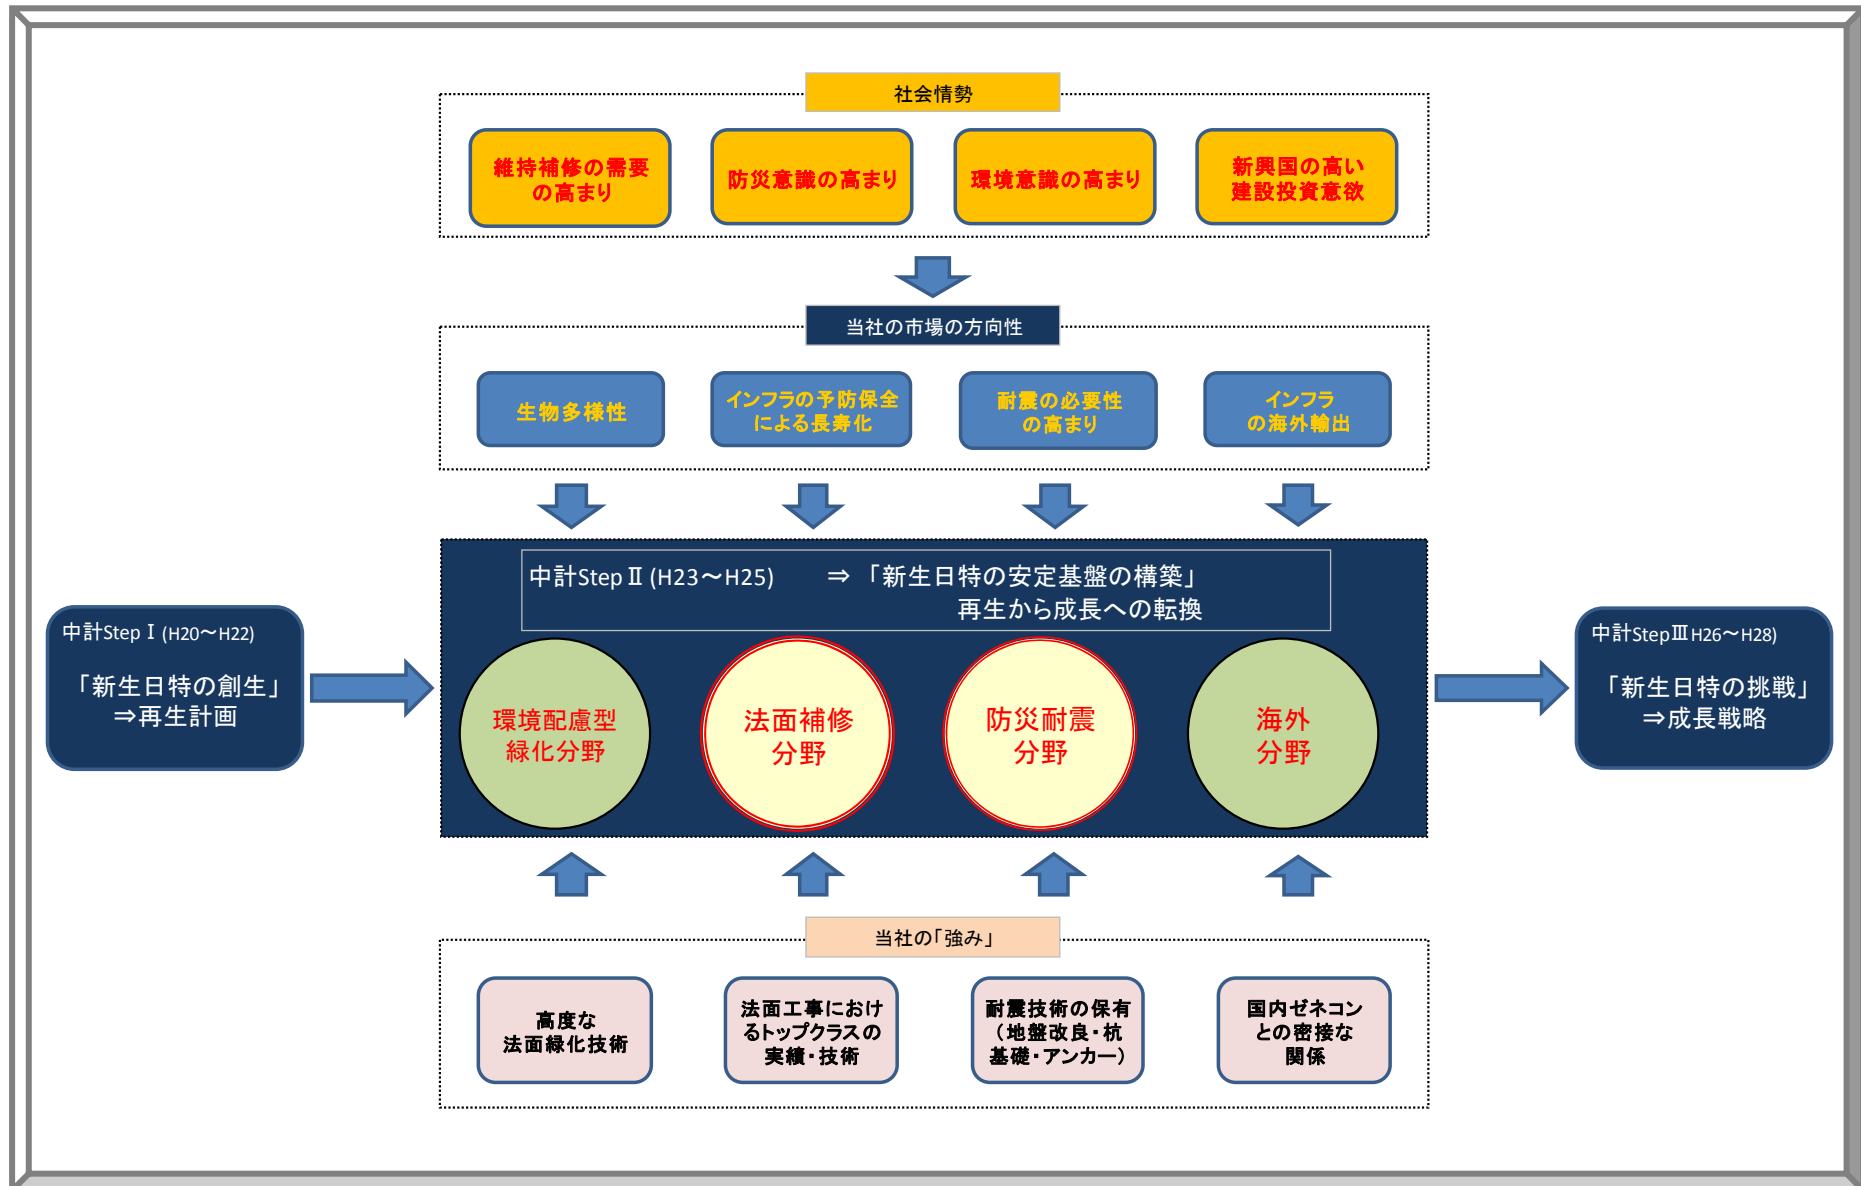 社会情勢
維持補修の需要
の高まり
防災意識の高まり
環境意識の高まり
新興国の高い
建設投資意欲
当社の市場の方向性
生物多様性
インフラの予防保全
による長寿化
耐震の必要性
の高まり
インフラ
の海外輸出
中計StepⅠ(H20～H22)
「新生日特の創生」
⇒再生計画
中計StepⅡ(H23～H25) ⇒「新生日特の安定基盤の構築」
再生から成長への転換
環境配慮型
緑化分野
法面補修
分野
防災耐震
分野
海外
分野
中計StepⅢH26～H28)
「新生日特の挑戦」
⇒成長戦略
当社の「強み」
高度な
法面緑化技術
法面工事におけ
るトップクラスの
実績・技術
耐震技術の保有
（地盤改良・杭
基礎・アンカー）
国内ゼネコン
との密接な
関係